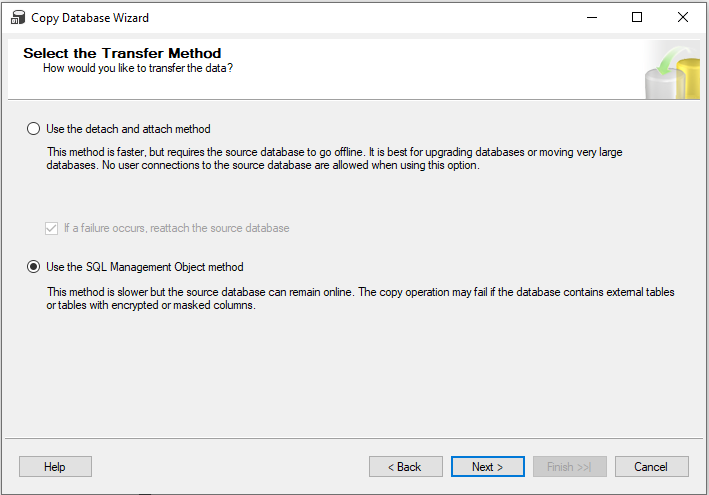 Copy Database Wizard
Select the Transfer Method
How would you like to transfer the data?
Use the detach and attach method
This method is faster, but requires the source database to go offline. It is best for upgrading databases or moving very large
databases. No user connections to the source database are allowed when using this option.
If a failure occurs, reattach the source database
Use the SQL Management Object method
This method is slower but the source database can remain online. The copy operation may fail if the database contains external tables
or tables with encrypted or masked columns.
Help
< Back
Next >
Finish >>|
Cancel